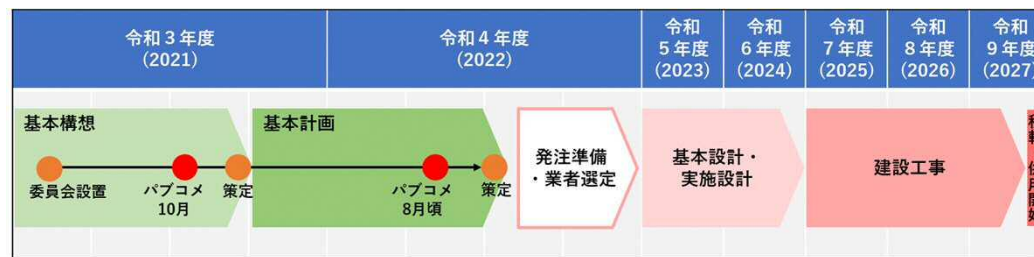 令和３年度
(2021)
令和４年度
(2022)
令和
５年度
(2023)
令和
６年度
(2024)
令和
７年度
(2025)
令和
８年度
(2026)
令和
９年度
(2027)
基本構想
委員会設置
パブコメ
10月
策定
基本計画
パブコメ
8月頃
策定
発注準備
・業者選定
基本設計・
実施設計
建設工事
供用開始